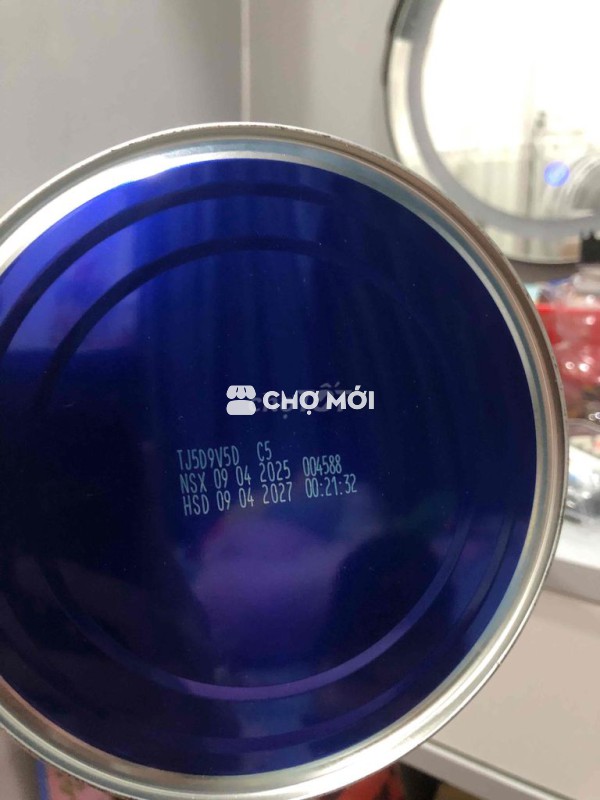 CHỢ MỚI
TJ5D9V5D C5
NSX 09 04 2025 004588
HSD 09 04 2027 00:21:32